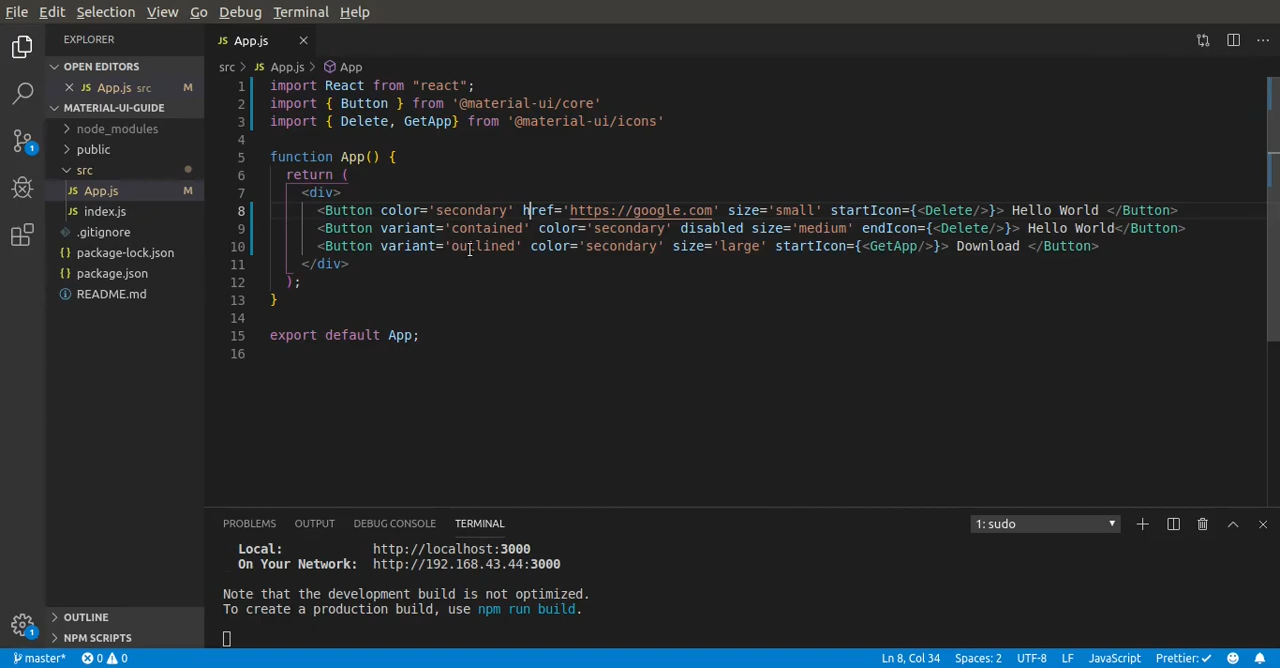 File Edit Selection View Go Debug Terminal Help
EXPLORER
OPEN EDITORS
App.js src M
MATERIAL-UI-GUIDE
node_modules
public
src
JS App.js M
JS index.js
.gitignore
{} package-lock.json
{} package.json
README.md
OUTLINE
NPM SCRIPTS
JS App.js
src > JS App.js > App
1 import React from "react";
2 import { Button } from '@material-ui/core'
3 import { Delete, GetApp} from '@material-ui/icons'
4
5 function App() {
6 return (
7 <div>
8 <Button color='secondary' href='https://google.com' size='small' startIcon={<Delete/>}> Hello World </Button>
9 <Button variant='contained' color='secondary' disabled size='medium' endIcon={<Delete/>}> Hello World</Button>
10 <Button variant='outlined' color='secondary' size='large' startIcon={<GetApp/>}> Download </Button>
11 </div>
12 );
13 }
14
15 export default App;
16
PROBLEMS OUTPUT DEBUG CONSOLE TERMINAL 1: sudo
Local: http://localhost:3000
On Your Network: http://192.168.43.44:3000
Note that the development build is not optimized.
To create a production build, use npm run build.
master* 0 0 Ln 8, Col 34 Spaces: 2 UTF-8 LF JavaScript Prettier: ✓
1
1